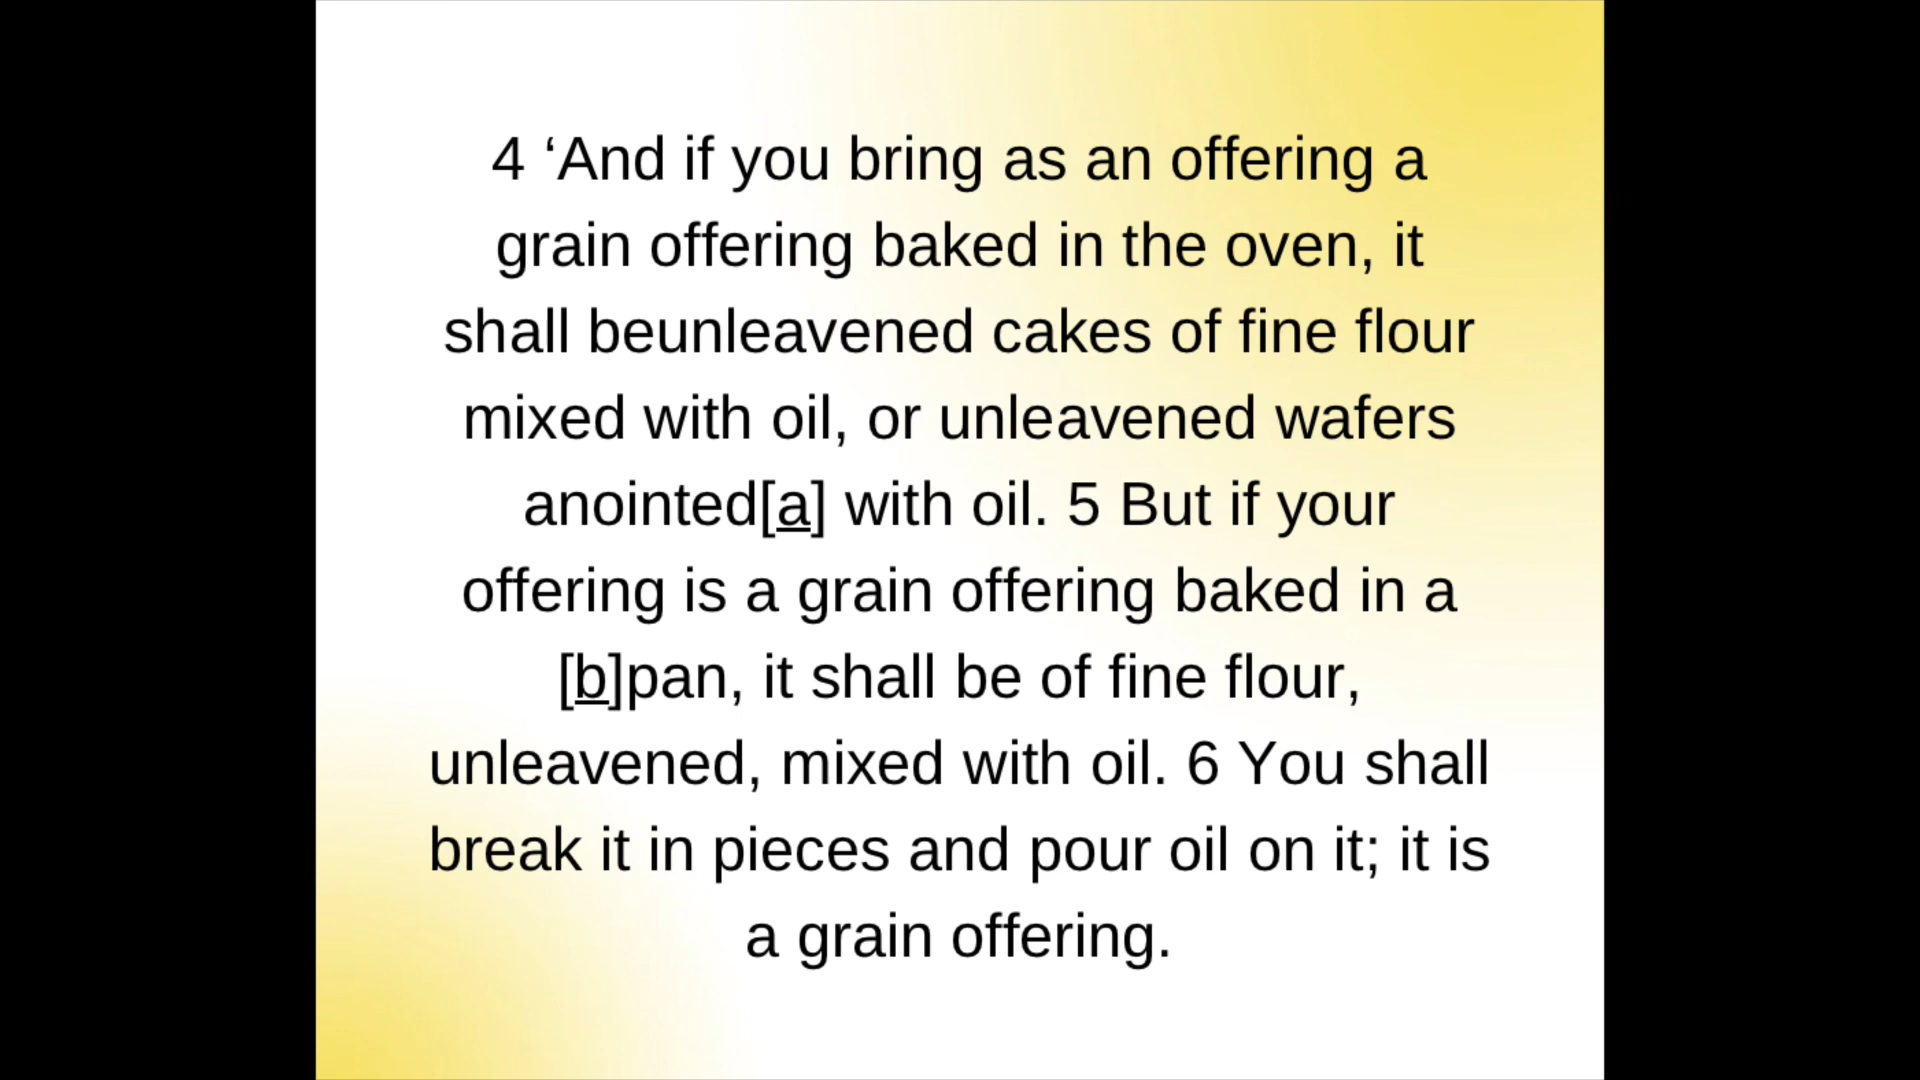 4 ‘And if you bring as an offering a
grain offering baked in the oven, it
shall beunleavened cakes of fine flour
mixed with oil, or unleavened wafers
anointed[a] with oil. 5 But if your
offering is a grain offering baked in a
[b]pan, it shall be of fine flour,
unleavened, mixed with oil. 6 You shall
break it in pieces and pour oil on it; it is
a grain offering.